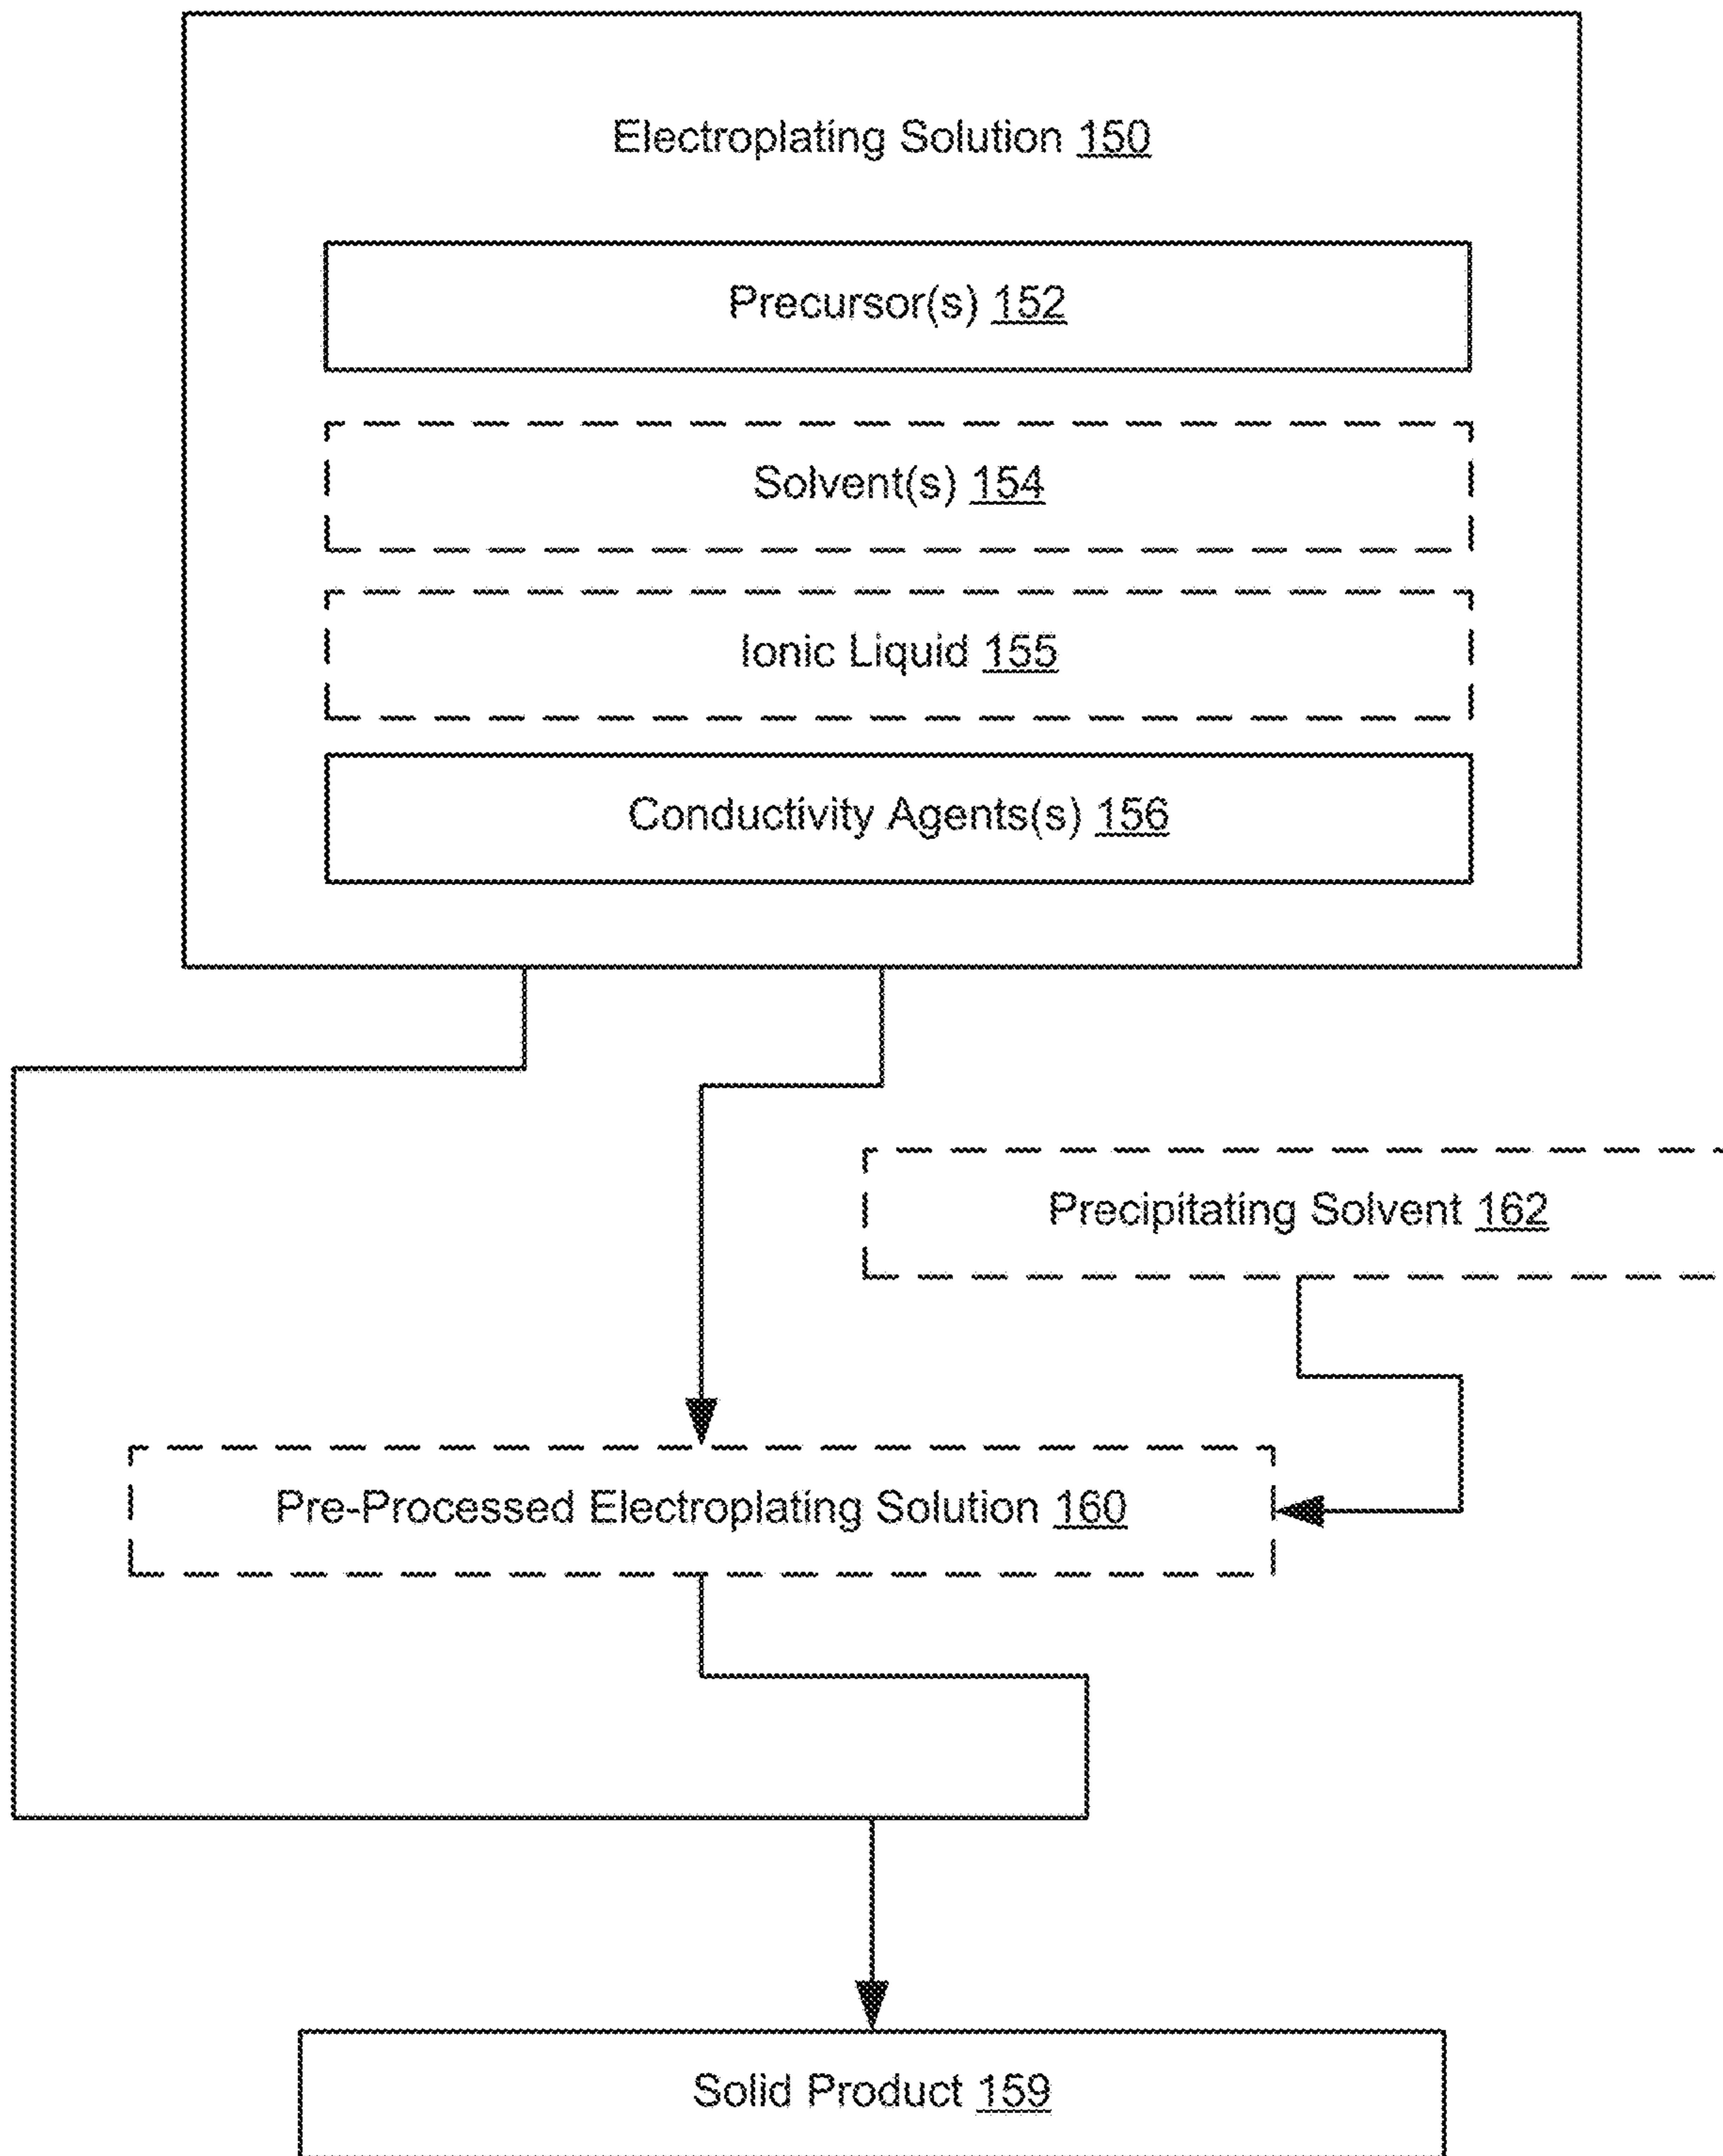 Electroplating Solution 150
Precursor(s) 152
Solvent(s) 154
Ionic Liquid 155
Conductivity Agents(s) 156
Precipitating Solvent 162
Pre-Processed Electroplating Solution 160
Solid Product 159